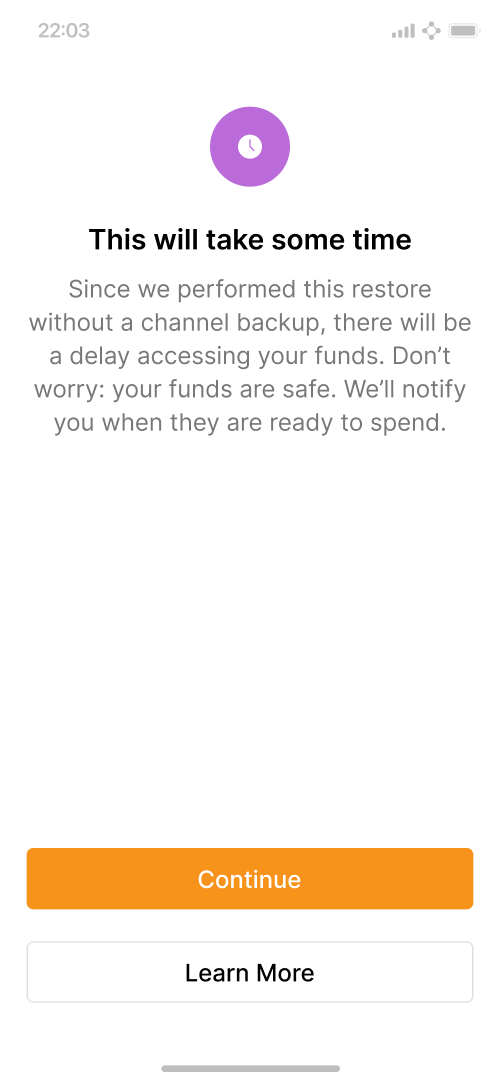 22:03
This will take some time
Since we performed this restore
without a channel backup, there will be
a delay accessing your funds. Don’t
worry: your funds are safe. We’ll notify
you when they are ready to spend.
Continue
Learn More